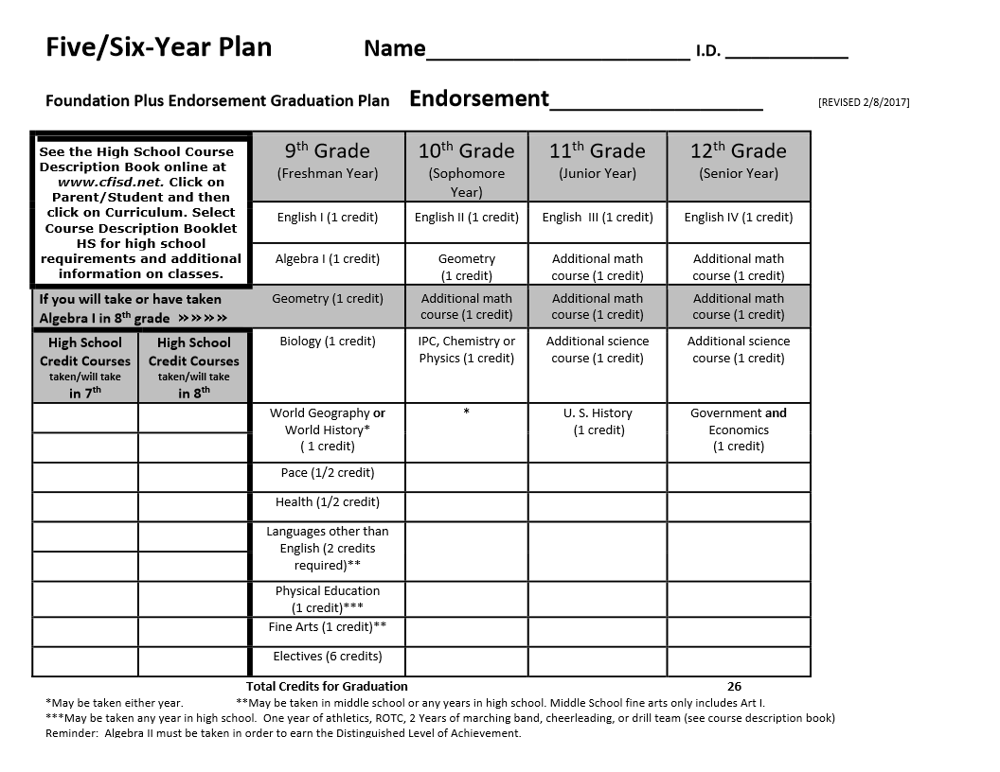 Five/Six-Year Plan Name______________________ I.D. ______________
Foundation Plus Endorsement Graduation Plan Endorsement__________________ [REVISED 2/8/2017]
See the High School Course
Description Book online at
www.cfisd.net. Click on
Parent/Student and then
click on Curriculum. Select
Course Description Booklet
HS for high school
requirements and additional
information on classes.
9th Grade
(Freshman Year)
10th Grade
(Sophomore
Year)
11th Grade
(Junior Year)
12th Grade
(Senior Year)
English I (1 credit)
English II (1 credit)
English  III (1 credit)
English IV (1 credit)
Algebra I (1 credit)
Geometry
(1 credit)
Additional math
course (1 credit)
Additional math
course (1 credit)
If you will take or have taken
Algebra I in 8th grade »»»»
Geometry (1 credit)
Additional math
course (1 credit)
Additional math
course (1 credit)
Additional math
course (1 credit)
High School
Credit Courses
taken/will take
in 7th
High School
Credit Courses
taken/will take
in 8th
Biology (1 credit)
IPC, Chemistry or
Physics (1 credit)
Additional science
course (1 credit)
Additional science
course (1 credit)
World Geography or
World History*
( 1 credit)
*
U. S. History
(1 credit)
Government and
Economics
(1 credit)
Pace (1/2 credit)
Health (1/2 credit)
Languages other than
English (2 credits
required)**
Physical Education
(1 credit)***
Fine Arts (1 credit)**
Electives (6 credits)
Total Credits for Graduation 26
*May be taken either year. **May be taken in middle school or any years in high school. Middle School fine arts only includes Art I.
***May be taken any year in high school.  One year of athletics, ROTC, 2 Years of marching band, cheerleading, or drill team (see course description book)
Reminder:  Algebra II must be taken in order to earn the Distinguished Level of Achievement.